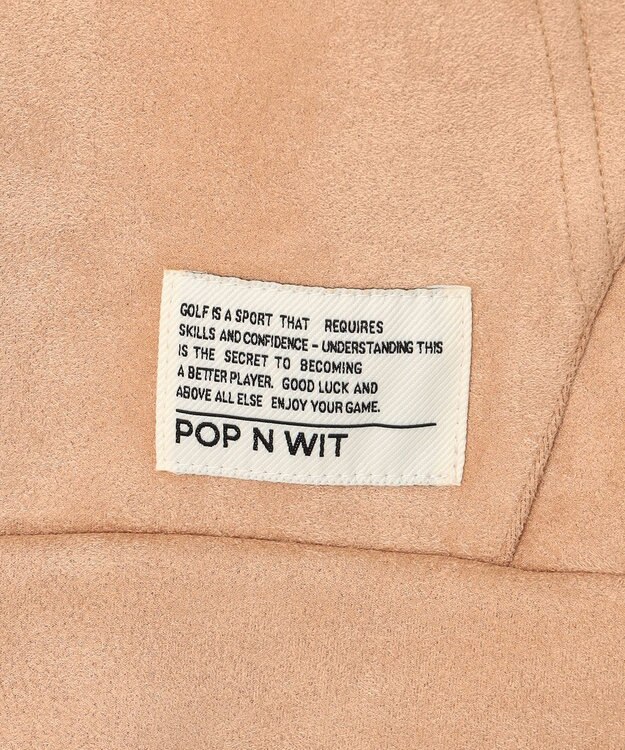 GOLF IS A SPORT THAT REQUIRES
SKILLS AND CONFIDENCE – UNDERSTANDING THIS
IS THE SECRET TO BECOMING
A BETTER PLAYER. GOOD LUCK AND
ABOVE ALL ELSE ENJOY YOUR GAME.
POP N WIT